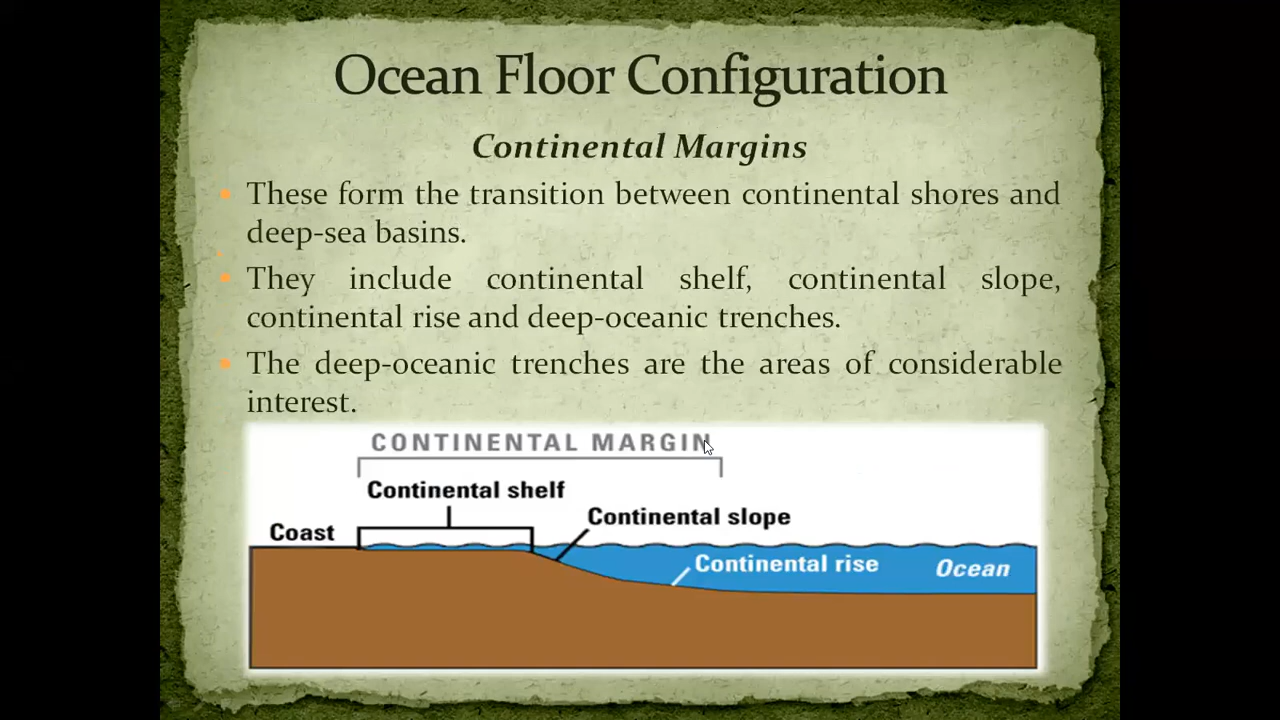 Ocean Floor Configuration
Continental Margins
These form the transition between continental shores and
deep-sea basins.
They include continental shelf, continental slope,
continental rise and deep-oceanic trenches.
The deep-oceanic trenches are the areas of considerable
interest.
CONTINENTAL MARGIN
Continental shelf
Continental slope
Coast
Continental rise
Ocean